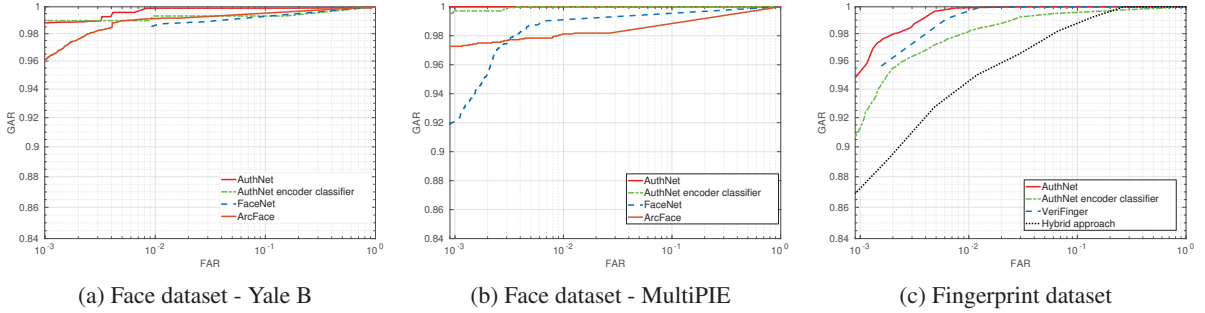 1
0.98
0.96
0.94
0.92
0.9
0.88
0.86
0.84
GAR
10^-3
10^-2
10^-1
10^0
FAR
AuthNet
AuthNet encoder classifier
FaceNet
ArcFace
(a) Face dataset - Yale B
1
0.98
0.96
0.94
0.92
0.9
0.88
0.86
0.84
GAR
10^-3
10^-2
10^-1
10^0
FAR
AuthNet
AuthNet encoder classifier
FaceNet
ArcFace
(b) Face dataset - MultiPIE
1
0.98
0.96
0.94
0.92
0.9
0.88
0.86
0.84
GAR
10^-3
10^-2
10^-1
10^0
FAR
AuthNet
AuthNet encoder classifier
VeriFinger
Hybrid approach
(c) Fingerprint dataset